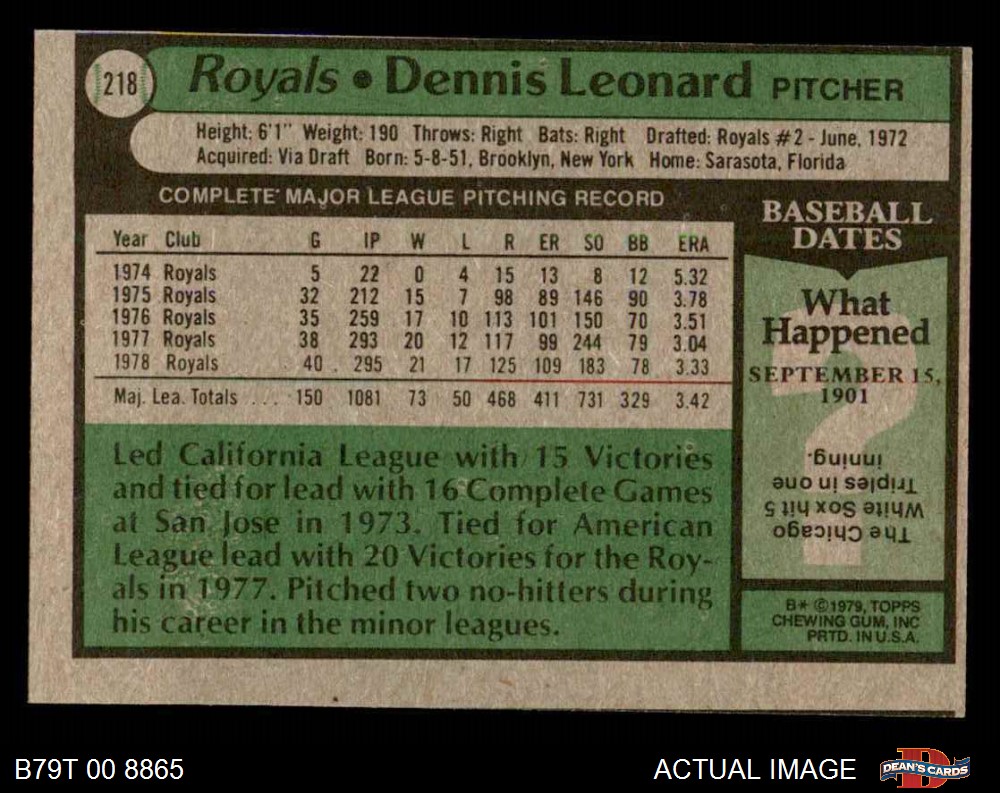 218
Royals • Dennis Leonard PITCHER
Height: 6'1" Weight: 190 Throws: Right Bats: Right Drafted: Royals #2 - June, 1972
Acquired: Via Draft Born: 5-8-51, Brooklyn, New York Home: Sarasota, Florida
COMPLETE MAJOR LEAGUE PITCHING RECORD
Year Club G IP W L R ER SO BB ERA
1974 Royals 5 22 0 4 15 13 8 12 5.32
1975 Royals 32 212 15 7 98 89 146 90 3.78
1976 Royals 35 259 17 10 113 101 150 70 3.51
1977 Royals 38 293 20 12 117 99 244 79 3.04
1978 Royals 40 295 21 17 125 109 183 78 3.33
Maj. Lea. Totals ... 150 1081 73 50 468 411 731 329 3.42
Led California League with 15 Victories
and tied for lead with 16 Complete Games
at San Jose in 1973. Tied for American
League lead with 20 Victories for the Roy-
als in 1977. Pitched two no-hitters during
his career in the minor leagues.
BASEBALL
DATES
What
Happened
SEPTEMBER 15,
1901
The Chicago
White Sox hit 5
Triples in one
inning.
B* ©1979, TOPPS
CHEWING GUM, INC
PRTD. IN U.S.A.
B79T 00 8865
ACTUAL IMAGE
DEAN'S CARDS